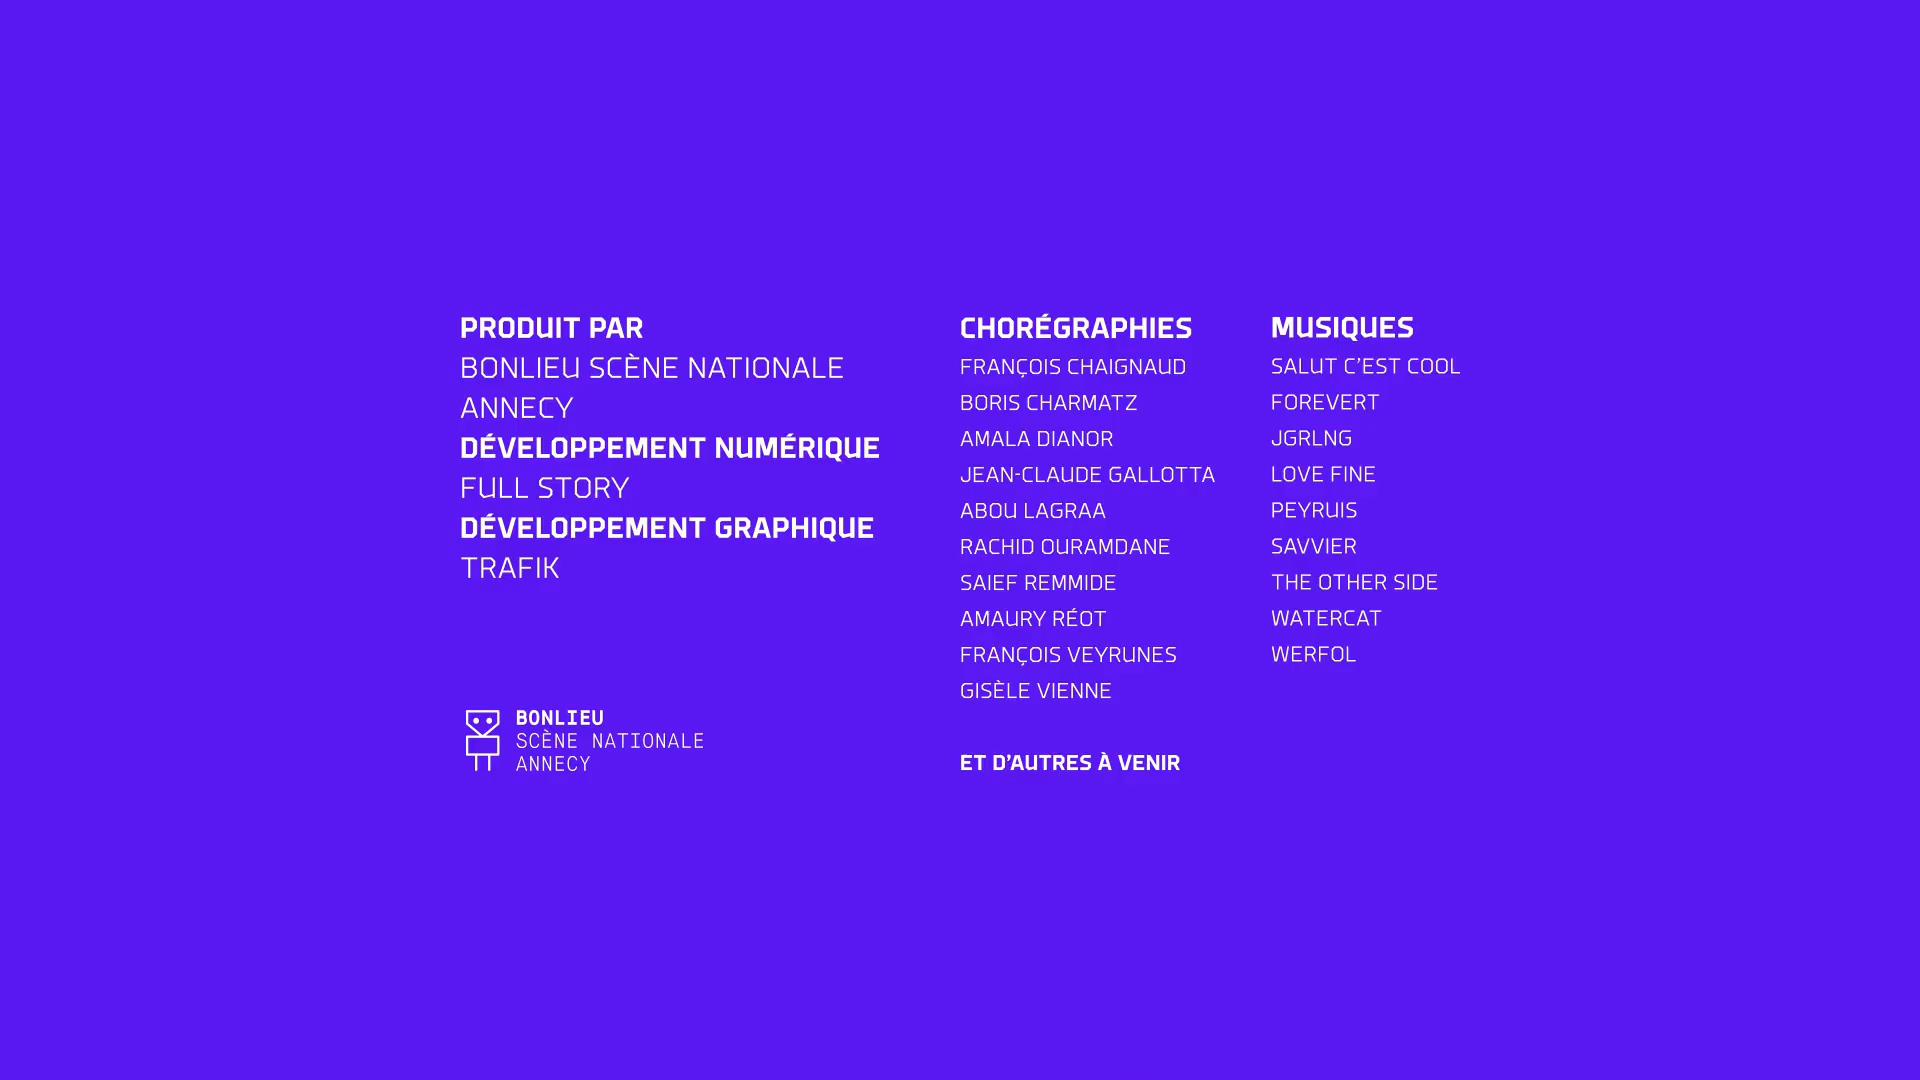 PRODUIT PAR
BONLIEU SCÈNE NATIONALE
ANNECY
DÉVELOPPEMENT NUMÉRIQUE
FULL STORY
DÉVELOPPEMENT GRAPHIQUE
TRAFIK
BONLIEU
SCÈNE NATIONALE
ANNECY
CHORÉGRAPHIES
FRANÇOIS CHAIGNAUD
BORIS CHARMATZ
AMALA DIANOR
JEAN-CLAUDE GALLOTTA
ABOU LAGRAA
RACHID OURAMDANE
SAIEF REMMIDE
AMAURY RÉOT
FRANÇOIS VEYRUNES
GISÈLE VIENNE
ET D’AUTRES À VENIR
MUSIQUES
SALUT C’EST COOL
FOREVERT
JGRLNG
LOVE FINE
PEYRUIS
SAVVIER
THE OTHER SIDE
WATERCAT
WERFOL